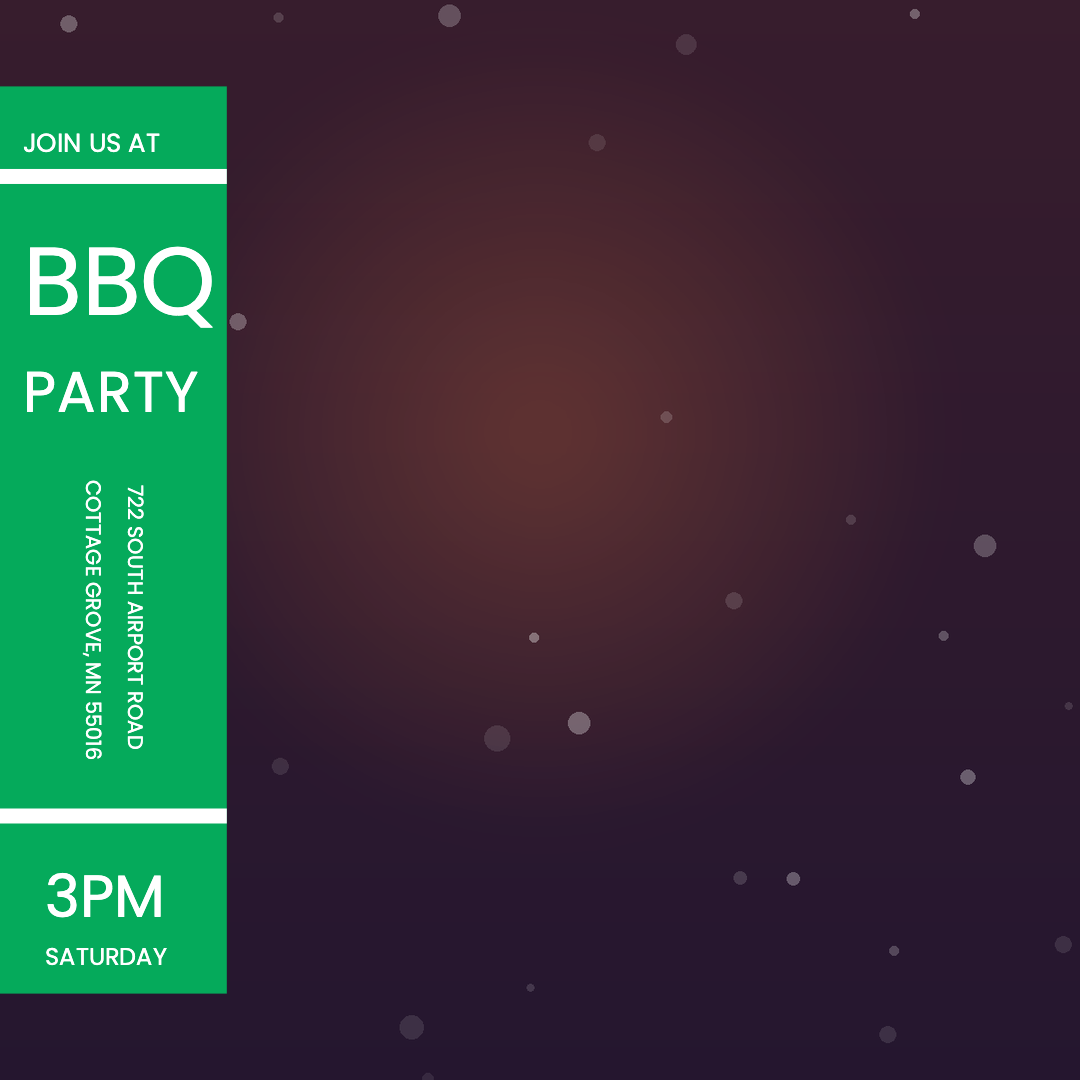 JOIN US AT
BBQ
PARTY
722 SOUTH AIRPORT ROAD
COTTAGE GROVE, MN 55016
3PM
SATURDAY